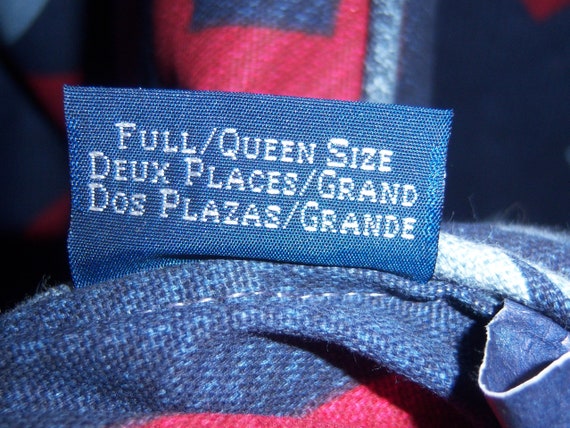 Full/Queen Size
Deux Places/Grand
Dos Plazas/Grande